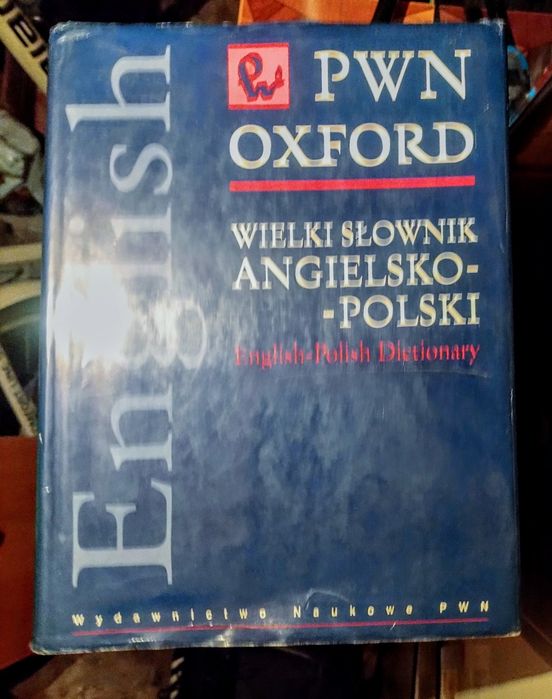 English
PWN
OXFORD
WIELKI SŁOWNIK
ANGIELSKO-
-POLSKI
English-Polish Dictionary
Wydawnictwo Naukowe PWN